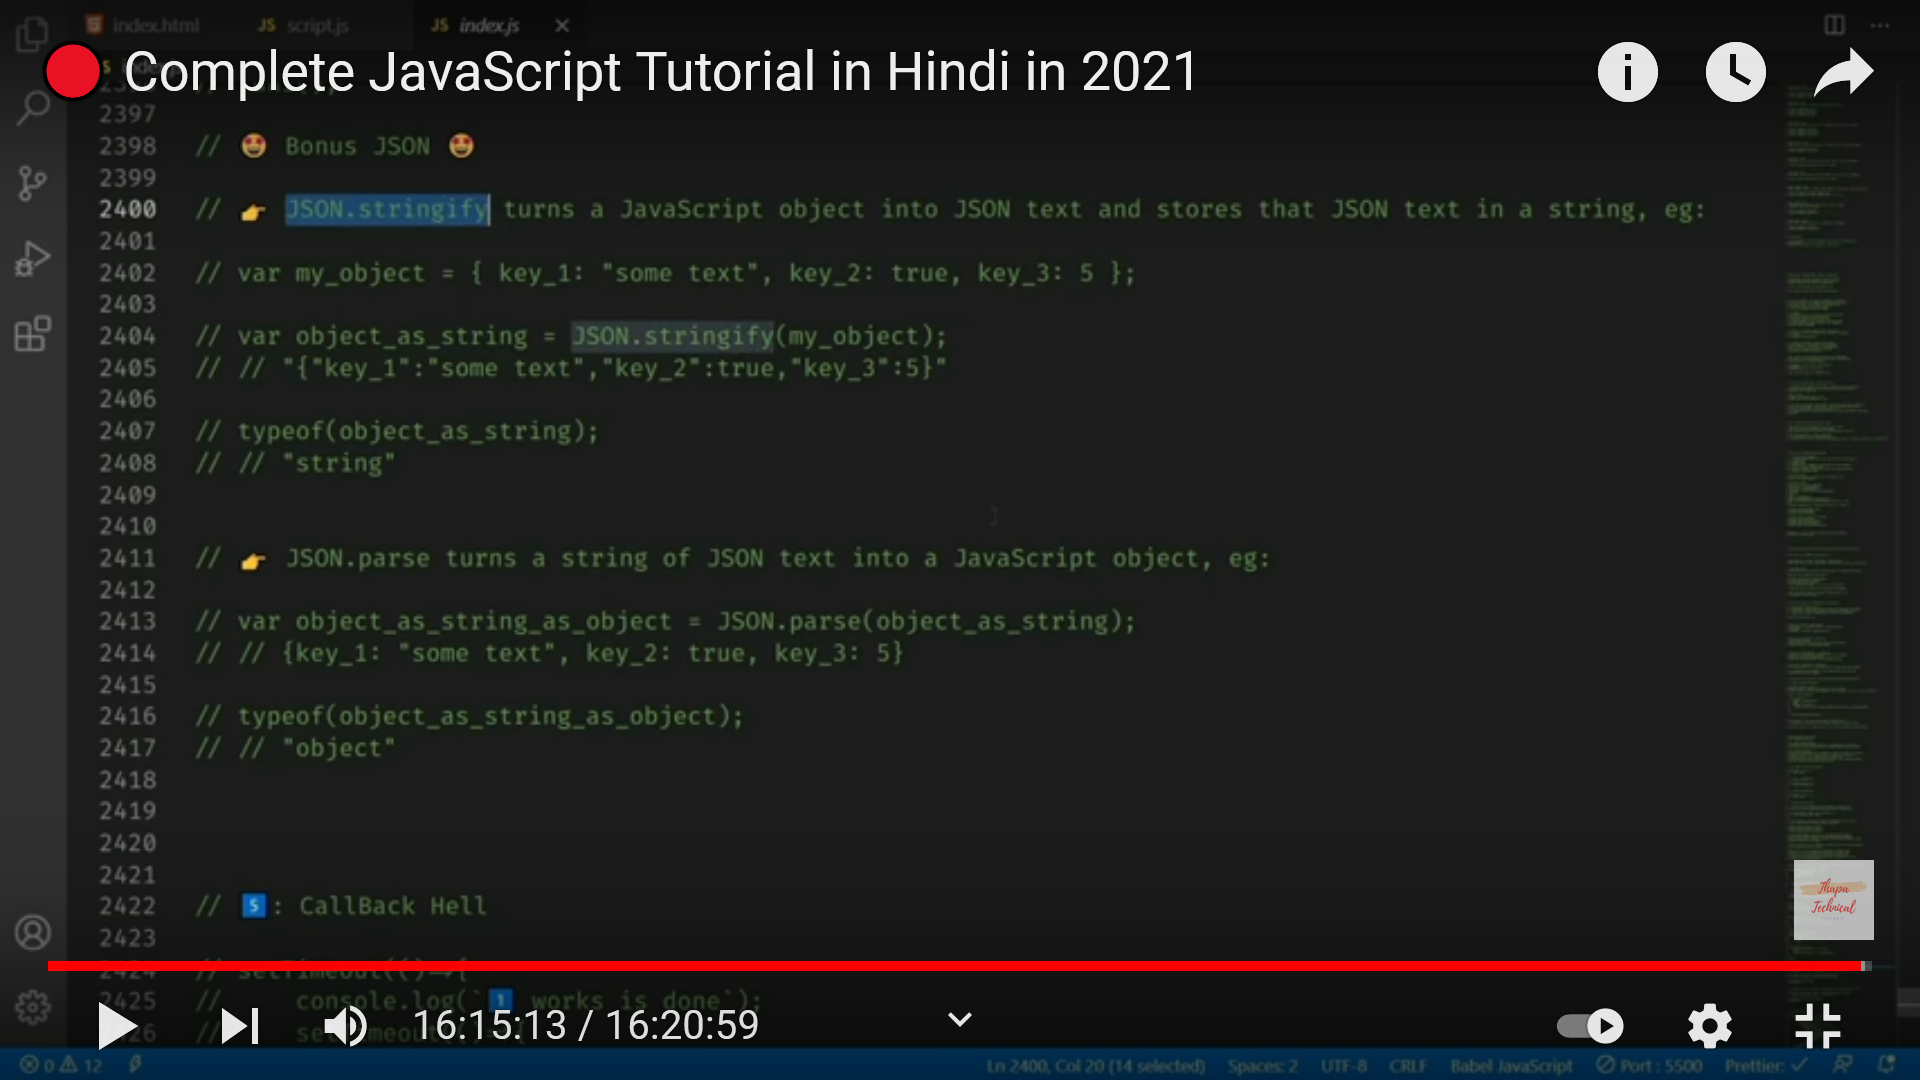 index.html JS script.js JS index.js
Complete JavaScript Tutorial in Hindi in 2021
2397
2398 // 🤩 Bonus JSON 🤩
2399
2400 // 👉 JSON.stringify turns a JavaScript object into JSON text and stores that JSON text in a string, eg:
2401
2402 // var my_object = { key_1: "some text", key_2: true, key_3: 5 };
2403
2404 // var object_as_string = JSON.stringify(my_object);
2405 // // "{"key_1":"some text","key_2":true,"key_3":5}"
2406
2407 // typeof(object_as_string);
2408 // // "string"
2409
2410
2411 // 👉 JSON.parse turns a string of JSON text into a JavaScript object, eg:
2412
2413 // var object_as_string_as_object = JSON.parse(object_as_string);
2414 // // {key_1: "some text", key_2: true, key_3: 5}
2415
2416 // typeof(object_as_string_as_object);
2417 // // "object"
2418
2419
2420
2421
2422 // 5️⃣: CallBack Hell
2423
2424 // setTimeout(()=>{
2425 // console.log(`1️⃣ works is done`);
Thapa
Technical
16:15:13 / 16:20:59
0 12 Ln 2400, Col 20 (14 selected) Spaces: 2 UTF-8 CRLF Babel JavaScript Port : 5500 Prettier: ✓